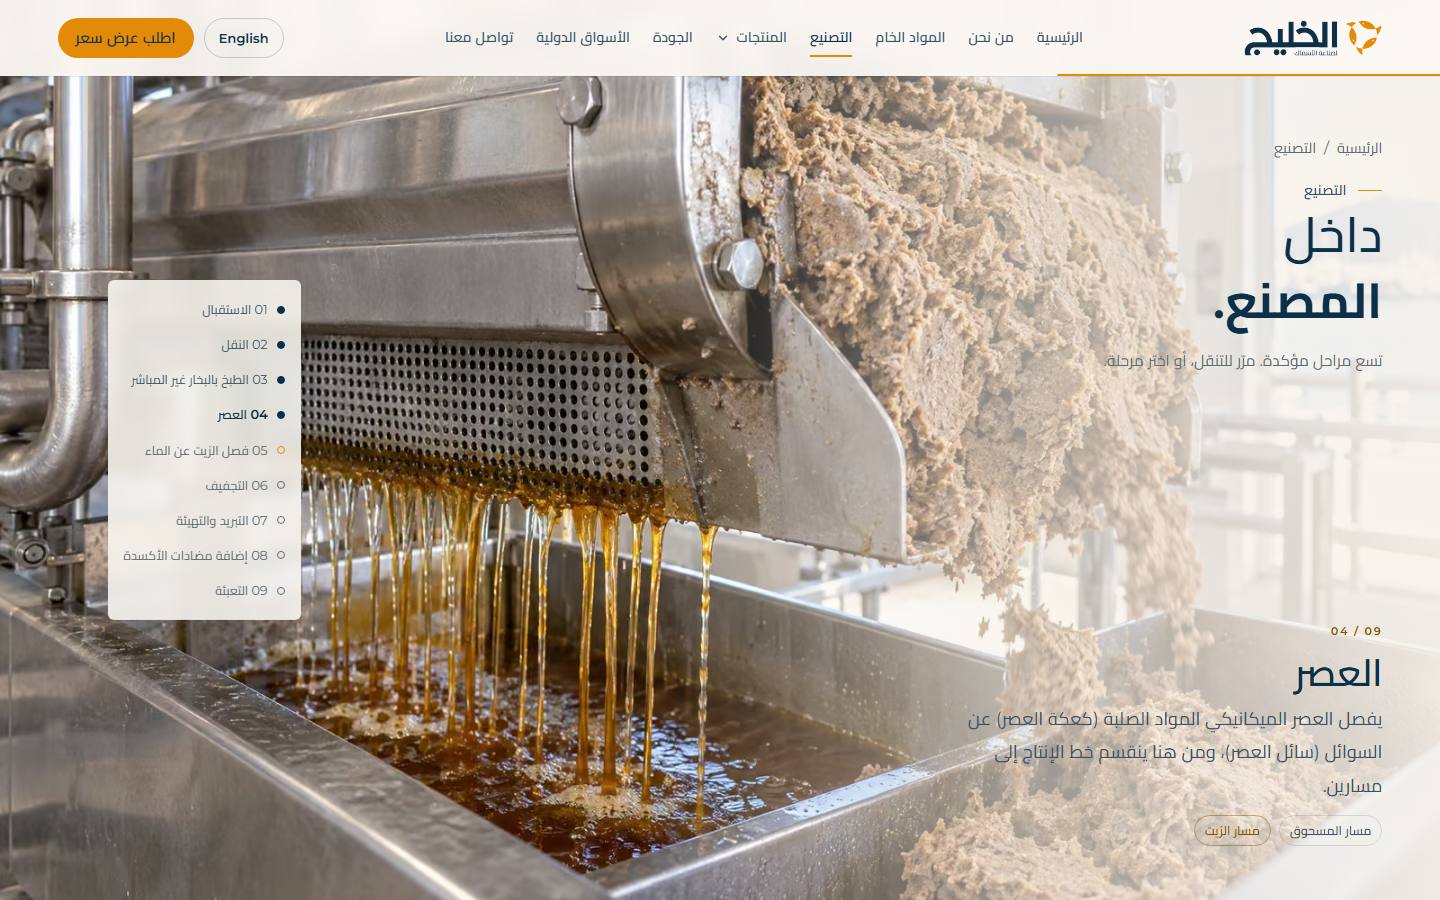 الخليج
لصناعة الأسماك
الرئيسية
من نحن
المواد الخام
التصنيع
المنتجات
الجودة
الأسواق الدولية
تواصل معنا
English
اطلب عرض سعر
الرئيسية / التصنيع
التصنيع
داخل
المصنع.
تسع مراحل مؤكدة. مرّر للتنقل، أو اختر مرحلة.
01 الاستقبال
02 النقل
03 الطبخ بالبخار غير المباشر
04 العصر
05 فصل الزيت عن الماء
06 التجفيف
07 التبريد والتهيئة
08 إضافة مضادات الأكسدة
09 التعبئة
04 / 09
العصر
يفصل العصر الميكانيكي المواد الصلبة (كعكة العصر) عن
السوائل (سائل العصر)، ومن هنا ينقسم خط الإنتاج إلى
مسارين.
مسار المسحوق
مسار الزيت